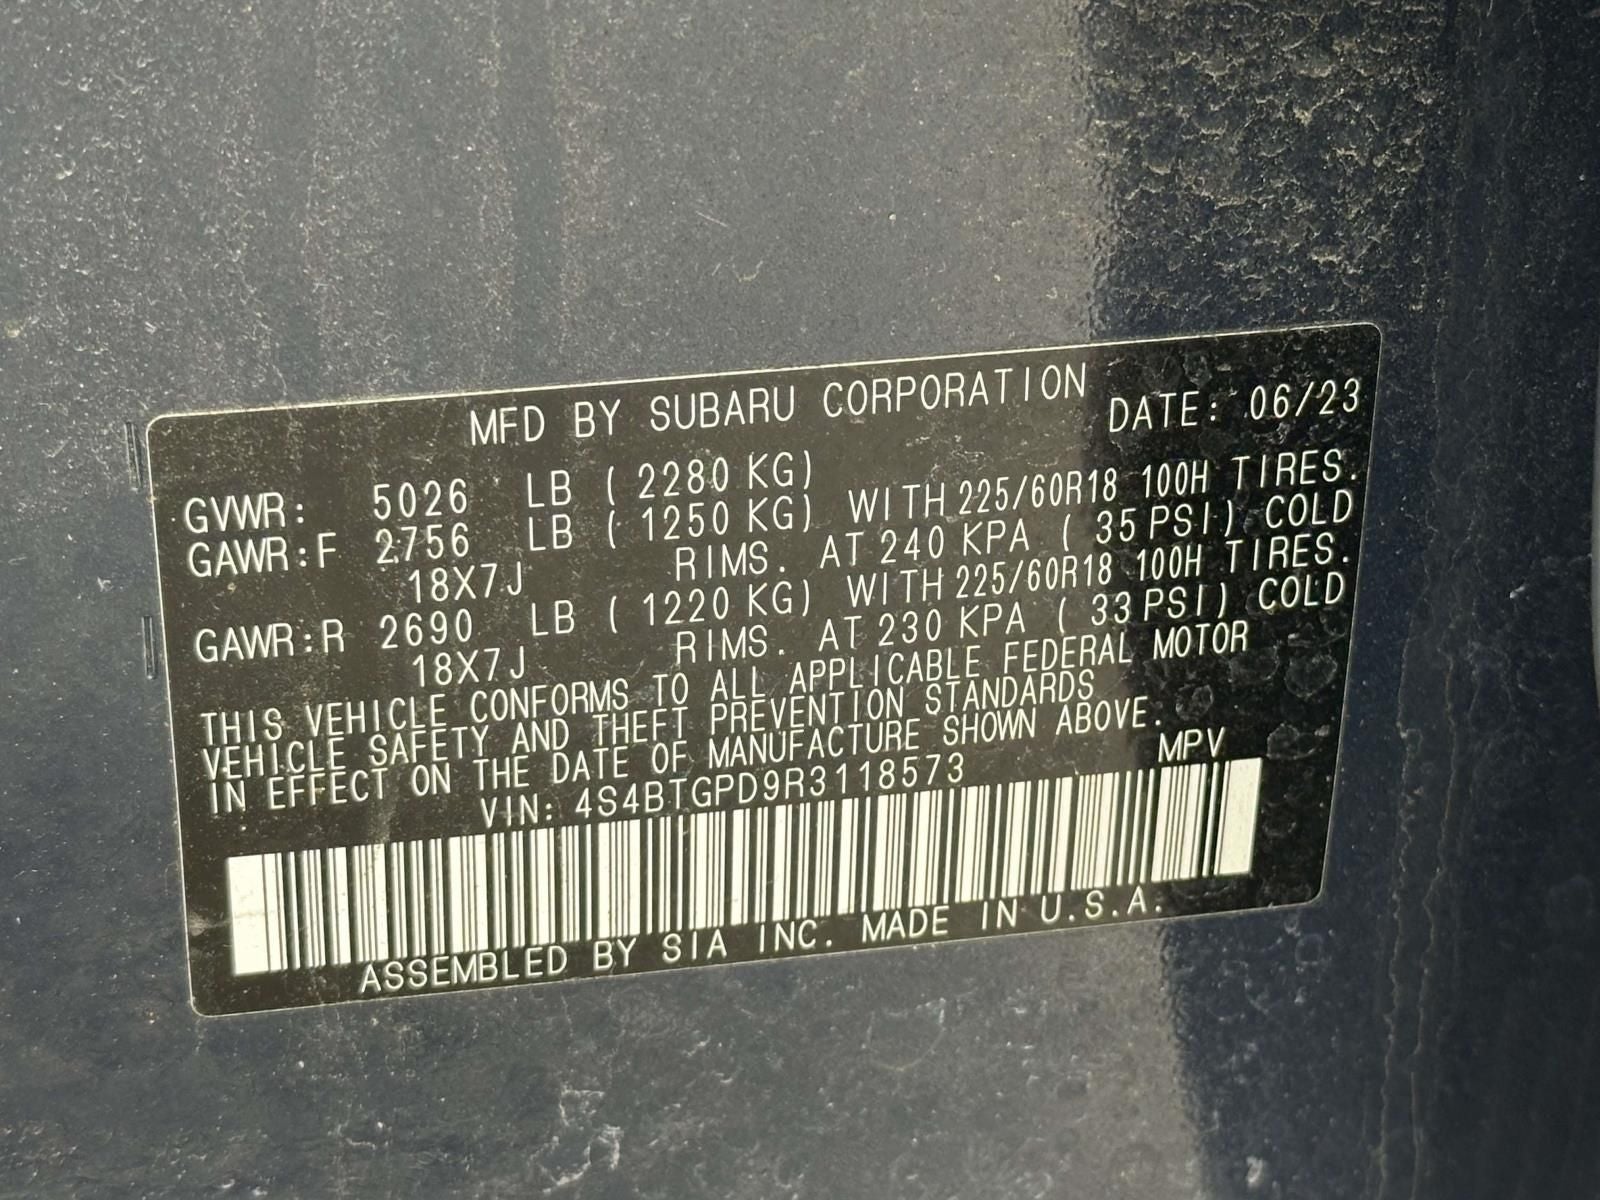 MFD BY SUBARU CORPORATION DATE: 06/23
GVWR: 5026 LB ( 2280 KG)
GAWR:F 2756 LB ( 1250 KG) WITH 225/60R18 100H TIRES.
18X7J RIMS. AT 240 KPA ( 35 PSI) COLD
GAWR:R 2690 LB ( 1220 KG) WITH 225/60R18 100H TIRES.
18X7J RIMS. AT 230 KPA ( 33 PSI) COLD
THIS VEHICLE CONFORMS TO ALL APPLICABLE FEDERAL MOTOR
VEHICLE SAFETY AND THEFT PREVENTION STANDARDS
IN EFFECT ON THE DATE OF MANUFACTURE SHOWN ABOVE.
VIN: 4S4BTGPD9R3118573 MPV
ASSEMBLED BY SIA INC. MADE IN U.S.A.